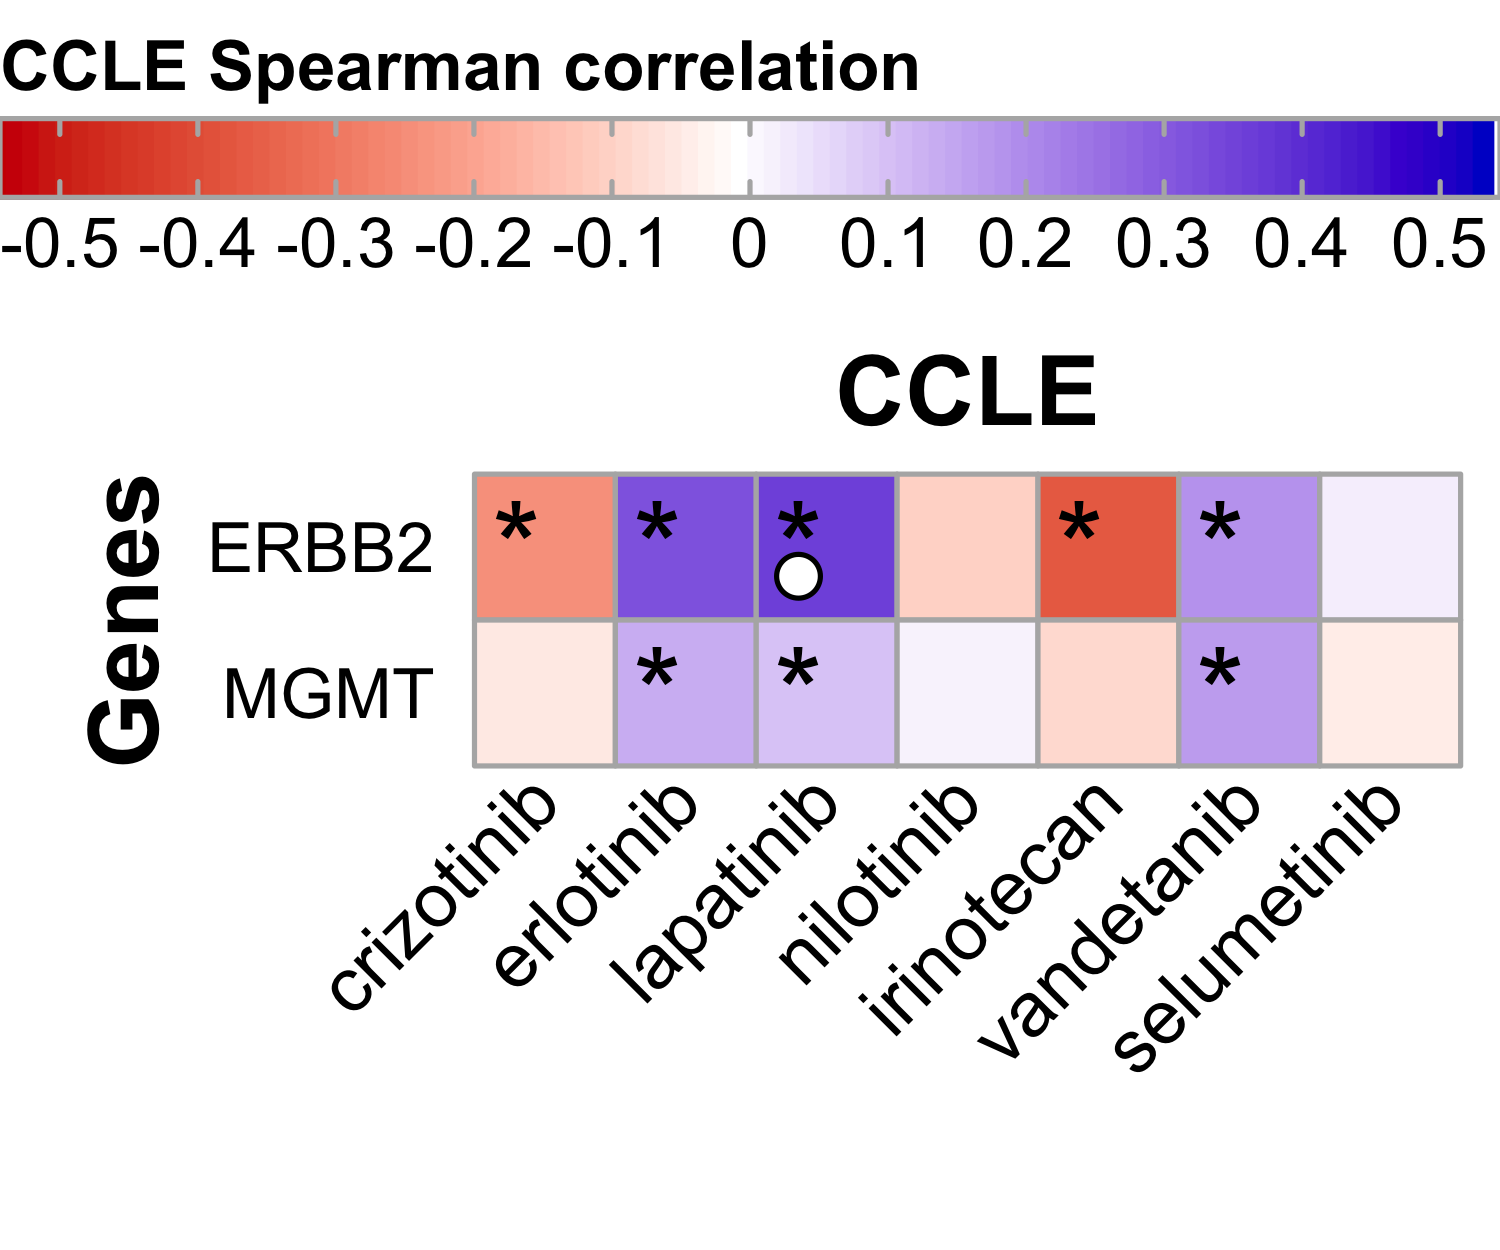 CCLE Spearman correlation
-0.5 -0.4 -0.3 -0.2 -0.1 0 0.1 0.2 0.3 0.4 0.5
CCLE
Genes
ERBB2 * * * * *
MGMT * * *
crizotinib erlotinib lapatinib nilotinib irinotecan vandetanib selumetinib